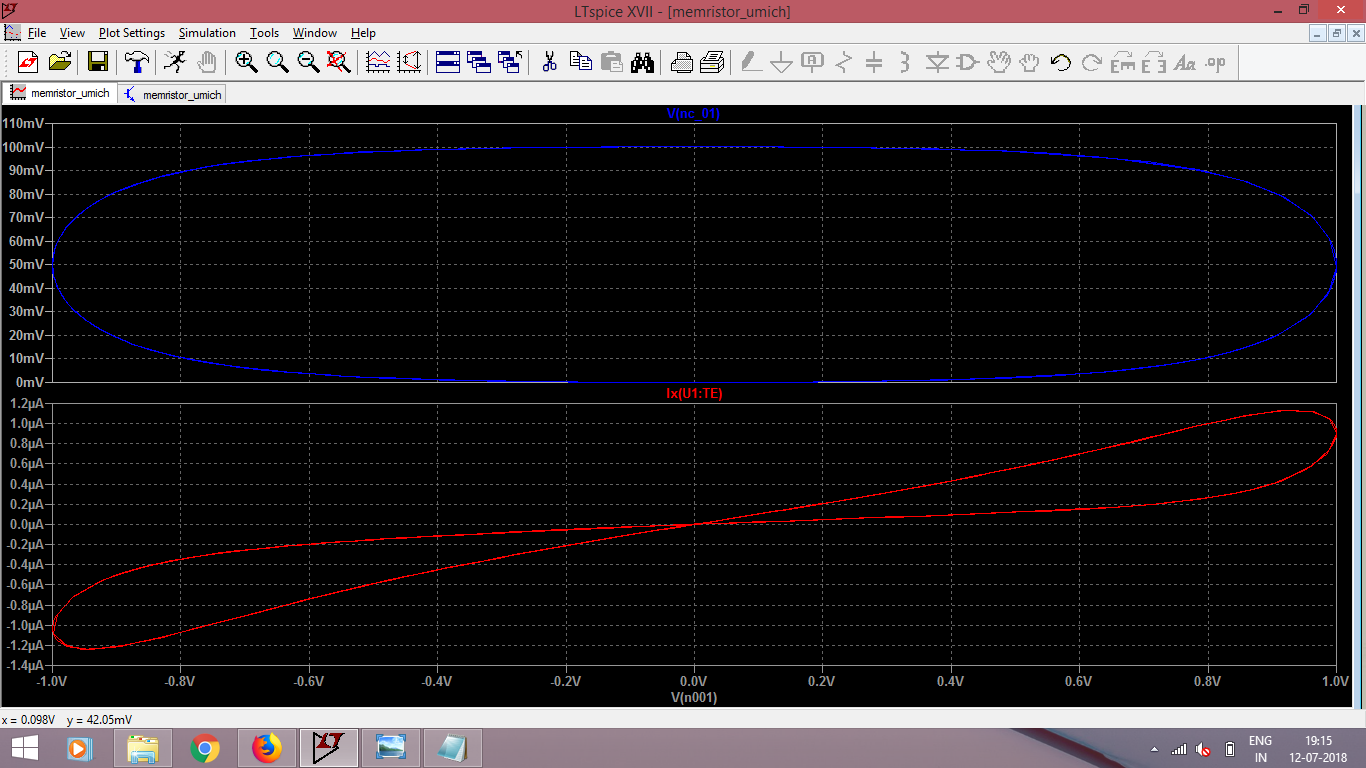 LTspice XVII - [memristor_umich]
File View Plot Settings Simulation Tools Window Help
memristor_umich memristor_umich
V(nc_01)
110mV
100mV
90mV
80mV
70mV
60mV
50mV
40mV
30mV
20mV
10mV
0mV
Ix(U1:TE)
1.2µA
1.0µA
0.8µA
0.6µA
0.4µA
0.2µA
0.0µA
-0.2µA
-0.4µA
-0.6µA
-0.8µA
-1.0µA
-1.2µA
-1.4µA
-1.0V -0.8V -0.6V -0.4V -0.2V 0.0V 0.2V 0.4V 0.6V 0.8V 1.0V
V(n001)
x = 0.098V y = 42.05mV
ENG 19:15
IN 12-07-2018